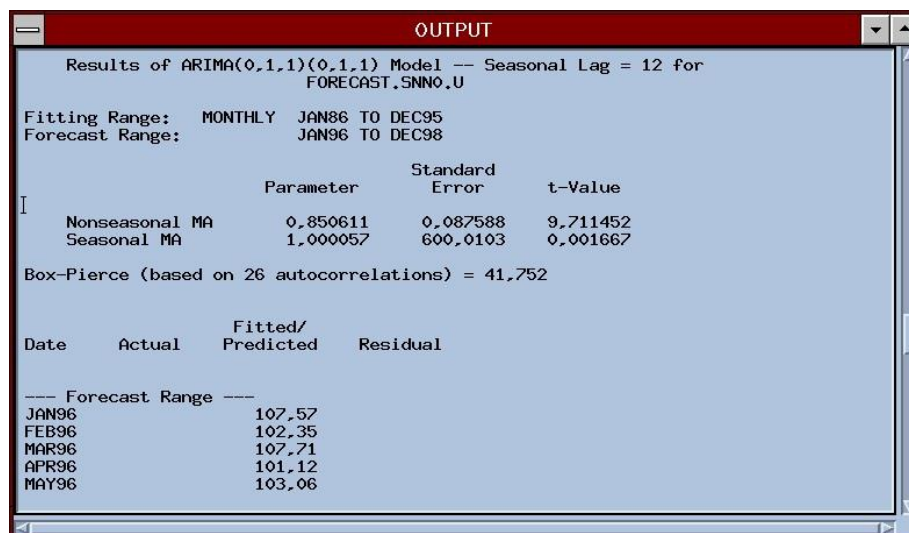 OUTPUT
Results of ARIMA(0,1,1)(0,1,1) Model -- Seasonal Lag = 12 for
FORECAST.SNNO.U
Fitting Range: MONTHLY JAN86 TO DEC95
Forecast Range: JAN96 TO DEC98
Standard
Parameter Error t-Value
Nonseasonal MA 0,850611 0,087588 9,711452
Seasonal MA 1,000057 600,0103 0,001667
Box-Pierce (based on 26 autocorrelations) = 41,752
Fitted/
Date Actual Predicted Residual
--- Forecast Range ---
JAN96 107,57
FEB96 102,35
MAR96 107,71
APR96 101,12
MAY96 103,06